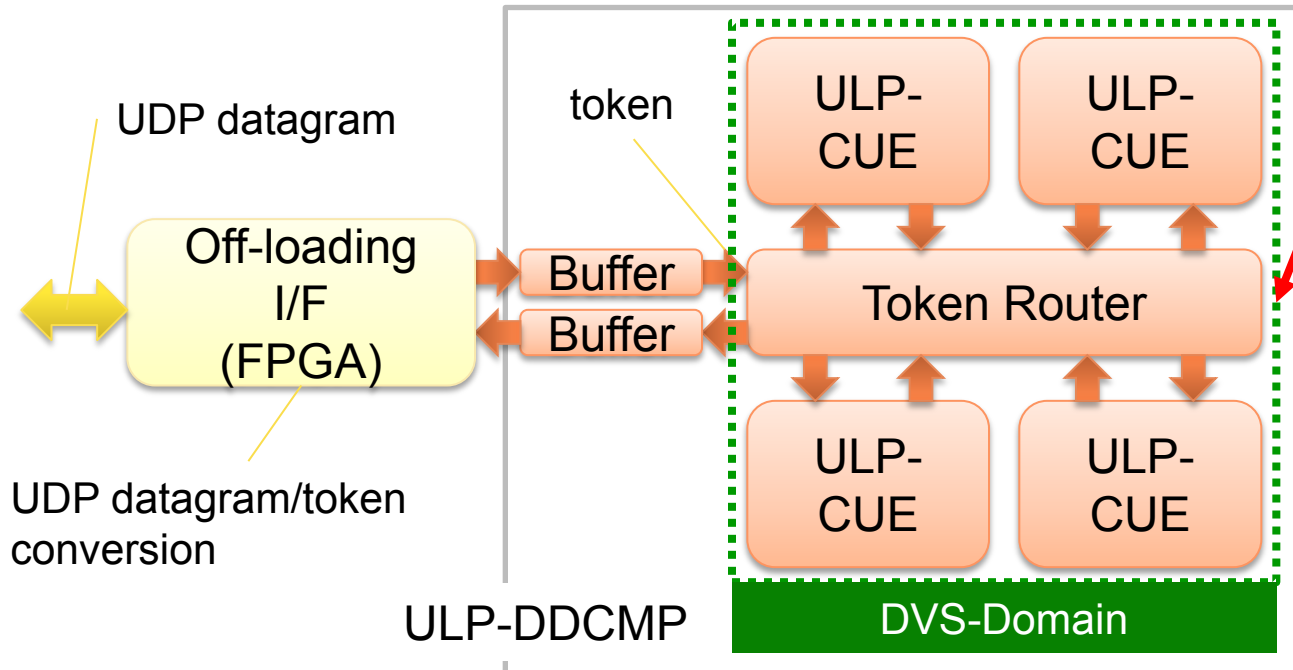 UDP datagram
token
ULP-
CUE
ULP-
CUE
Off-loading
I/F
(FPGA)
Buffer
Buffer
Token Router
ULP-
CUE
ULP-
CUE
UDP datagram/token
conversion
ULP-DDCMP
DVS-Domain